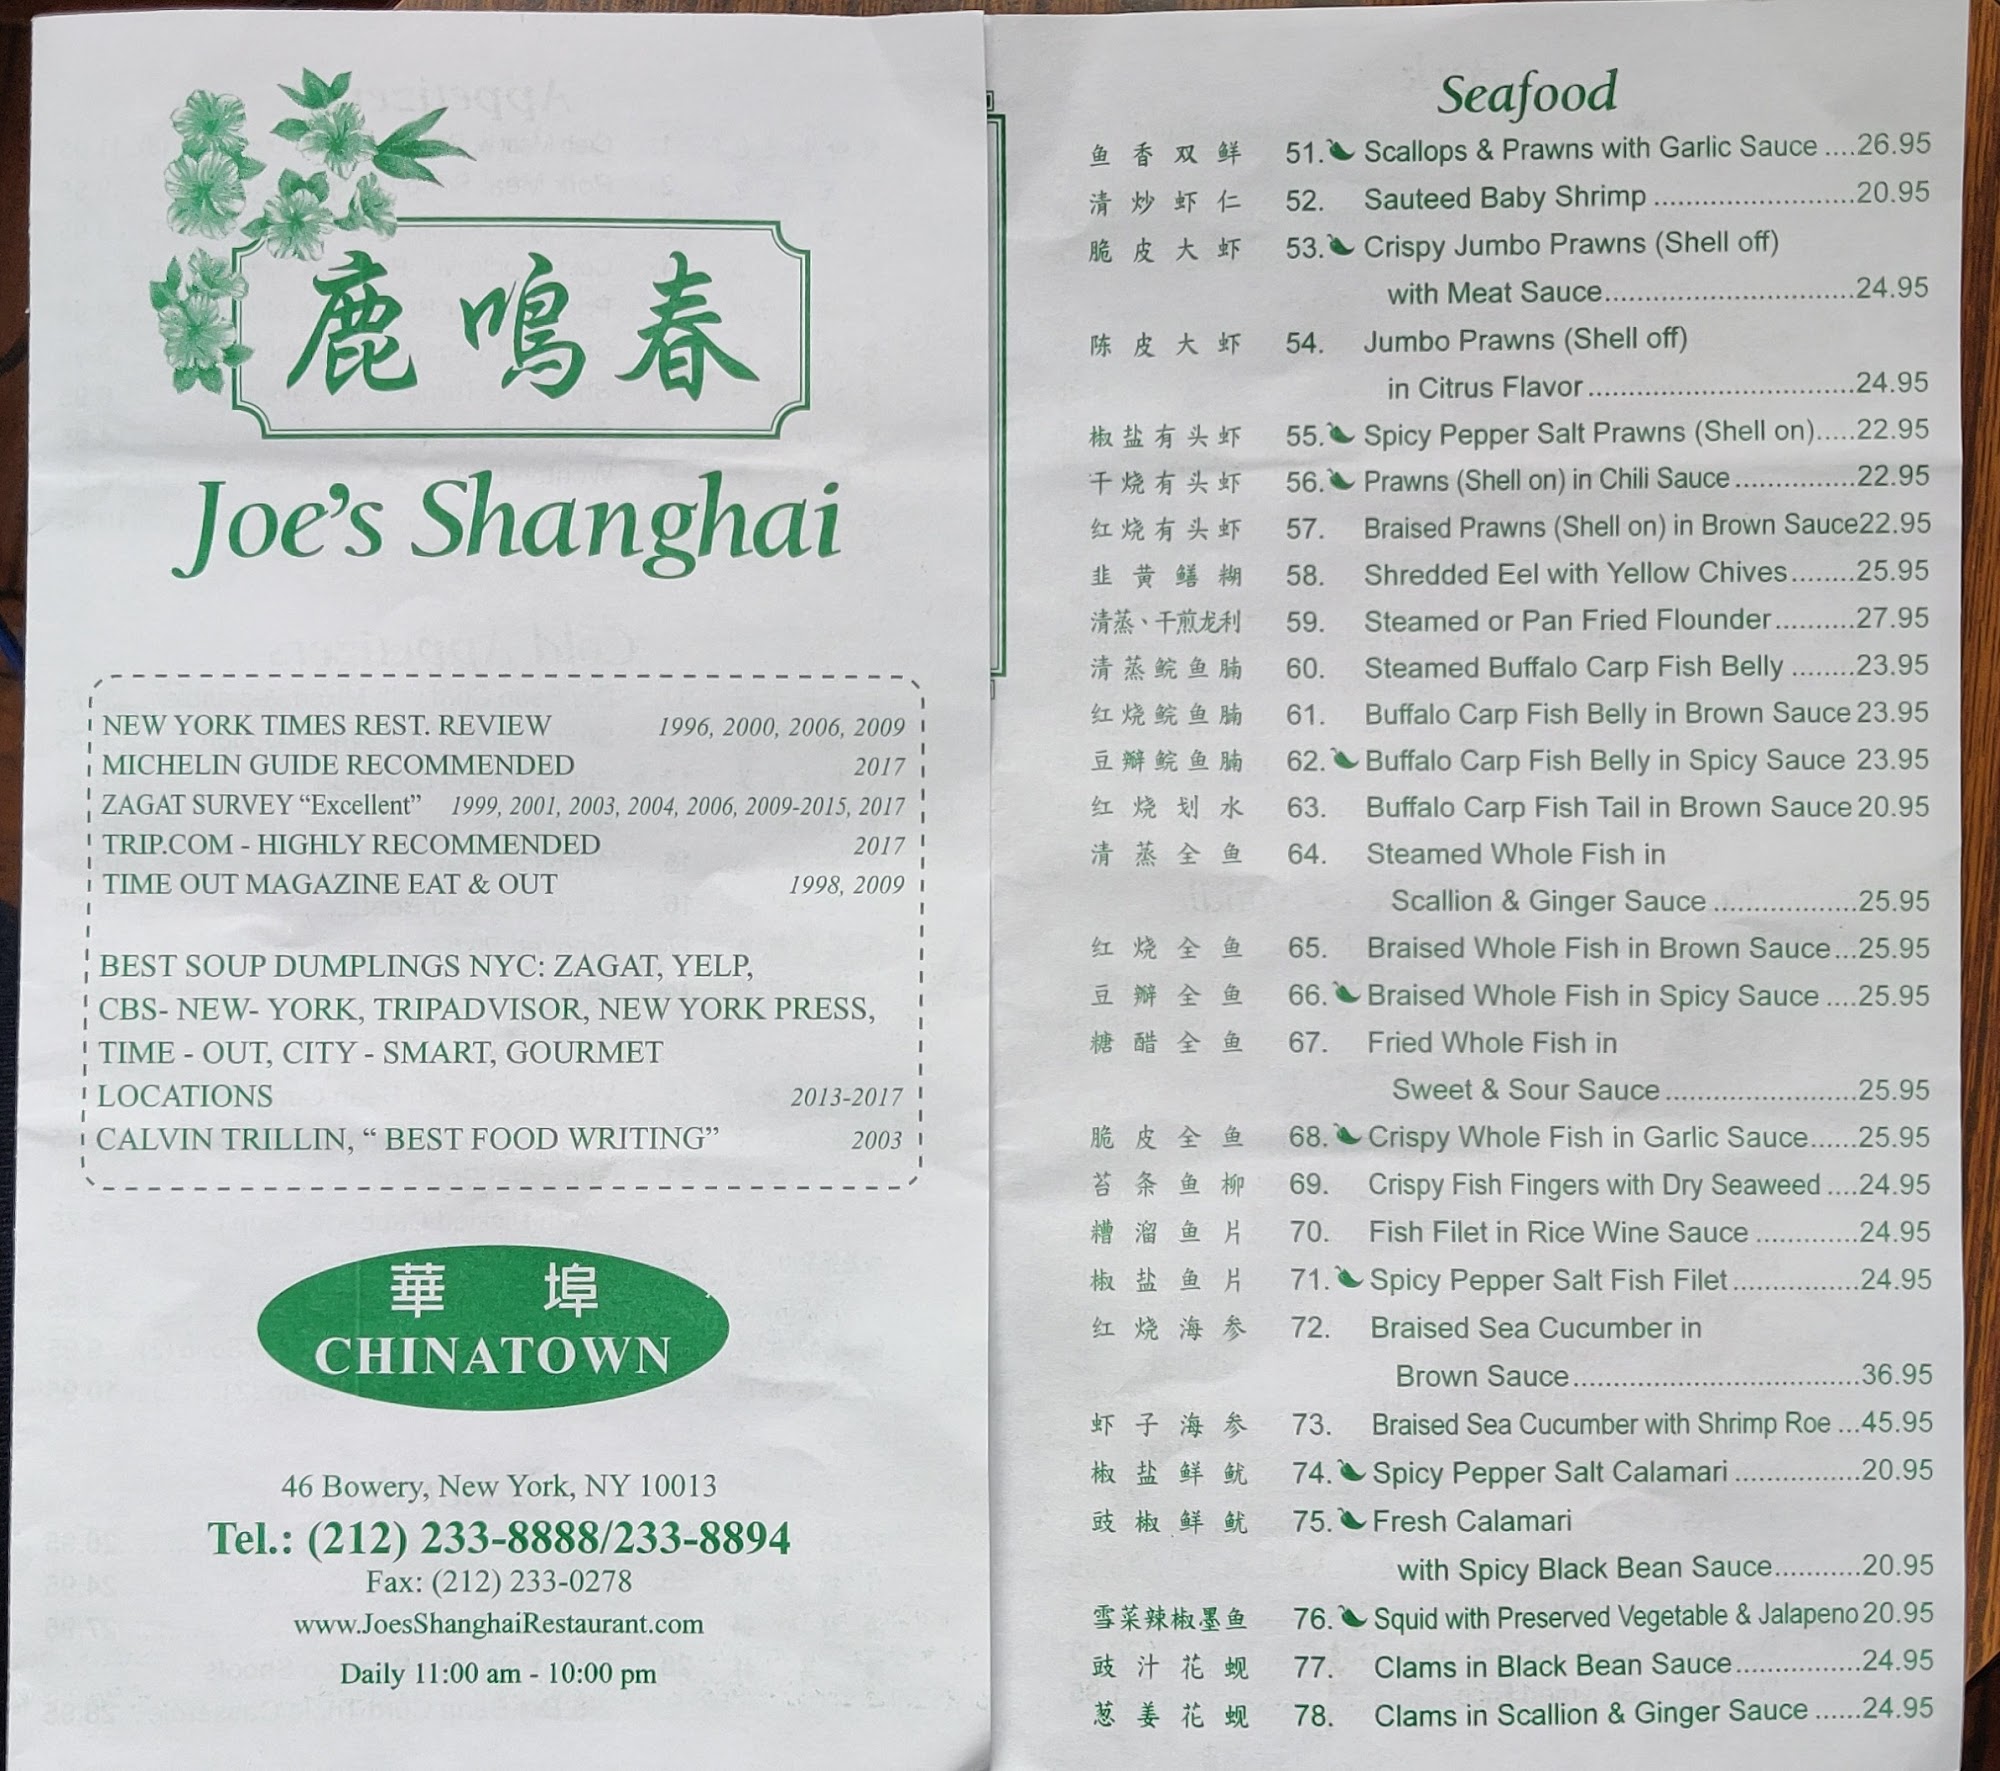 鹿鳴春
Joe's Shanghai
NEW YORK TIMES REST. REVIEW 1996, 2000, 2006, 2009
MICHELIN GUIDE RECOMMENDED 2017
ZAGAT SURVEY “Excellent” 1999, 2001, 2003, 2004, 2006, 2009-2015, 2017
TRIP.COM - HIGHLY RECOMMENDED 2017
TIME OUT MAGAZINE EAT & OUT 1998, 2009
BEST SOUP DUMPLINGS NYC: ZAGAT, YELP,
CBS- NEW- YORK, TRIPADVISOR, NEW YORK PRESS,
TIME - OUT, CITY - SMART, GOURMET
LOCATIONS 2013-2017
CALVIN TRILLIN, “ BEST FOOD WRITING” 2003
華 埠
CHINATOWN
46 Bowery, New York, NY 10013
Tel.: (212) 233-8888/233-8894
Fax: (212) 233-0278
www.JoesShanghaiRestaurant.com
Daily 11:00 am - 10:00 pm
Seafood
鱼香双鲜 51. Scallops & Prawns with Garlic Sauce ....26.95
清炒虾仁 52. Sauteed Baby Shrimp ..........................20.95
脆皮大虾 53. Crispy Jumbo Prawns (Shell off)
with Meat Sauce................................24.95
陈皮大虾 54. Jumbo Prawns (Shell off)
in Citrus Flavor ..................................24.95
椒盐有头虾 55. Spicy Pepper Salt Prawns (Shell on).....22.95
干烧有头虾 56. Prawns (Shell on) in Chili Sauce ...............22.95
红烧有头虾 57. Braised Prawns (Shell on) in Brown Sauce22.95
韭黄鳝糊 58. Shredded Eel with Yellow Chives........25.95
清蒸、干煎龙利 59. Steamed or Pan Fried Flounder..........27.95
清蒸鲩鱼腩 60. Steamed Buffalo Carp Fish Belly ........23.95
红烧鲩鱼腩 61. Buffalo Carp Fish Belly in Brown Sauce 23.95
豆瓣鲩鱼腩 62. Buffalo Carp Fish Belly in Spicy Sauce 23.95
红烧划水 63. Buffalo Carp Fish Tail in Brown Sauce 20.95
清蒸全鱼 64. Steamed Whole Fish in
Scallion & Ginger Sauce ..................25.95
红烧全鱼 65. Braised Whole Fish in Brown Sauce...25.95
豆瓣全鱼 66. Braised Whole Fish in Spicy Sauce ....25.95
糖醋全鱼 67. Fried Whole Fish in
Sweet & Sour Sauce ........................25.95
脆皮全鱼 68. Crispy Whole Fish in Garlic Sauce......25.95
苔条鱼柳 69. Crispy Fish Fingers with Dry Seaweed ....24.95
糟溜鱼片 70. Fish Filet in Rice Wine Sauce .............24.95
椒盐鱼片 71. Spicy Pepper Salt Fish Filet ................24.95
红烧海参 72. Braised Sea Cucumber in
Brown Sauce....................................36.95
虾子海参 73. Braised Sea Cucumber with Shrimp Roe ...45.95
椒盐鲜鱿 74. Spicy Pepper Salt Calamari ................20.95
豉椒鲜鱿 75. Fresh Calamari
with Spicy Black Bean Sauce...........20.95
雪菜辣椒墨鱼 76. Squid with Preserved Vegetable & Jalapeno 20.95
豉汁花蚬 77. Clams in Black Bean Sauce................24.95
葱姜花蚬 78. Clams in Scallion & Ginger Sauce ......24.95